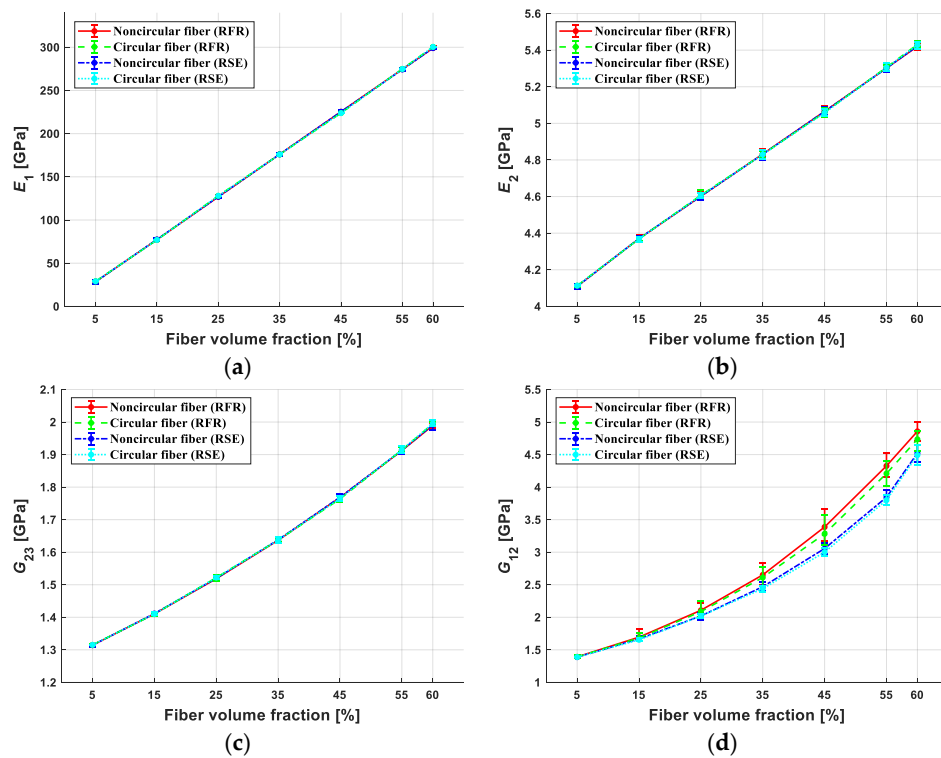 Noncircular fiber (RFR)
Circular fiber (RFR)
Noncircular fiber (RSE)
Circular fiber (RSE)
300
250
200
150
100
50
0
E1 [GPa]
5 15 25 35 45 55 60
Fiber volume fraction [%]
(a)
Noncircular fiber (RFR)
Circular fiber (RFR)
Noncircular fiber (RSE)
Circular fiber (RSE)
5.6
5.4
5.2
5
4.8
4.6
4.4
4.2
4
E2 [GPa]
5 15 25 35 45 55 60
Fiber volume fraction [%]
(b)
Noncircular fiber (RFR)
Circular fiber (RFR)
Noncircular fiber (RSE)
Circular fiber (RSE)
2.1
2
1.9
1.8
1.7
1.6
1.5
1.4
1.3
1.2
G23 [GPa]
5 15 25 35 45 55 60
Fiber volume fraction [%]
(c)
Noncircular fiber (RFR)
Circular fiber (RFR)
Noncircular fiber (RSE)
Circular fiber (RSE)
5.5
5
4.5
4
3.5
3
2.5
2
1.5
1
G12 [GPa]
5 15 25 35 45 55 60
Fiber volume fraction [%]
(d)